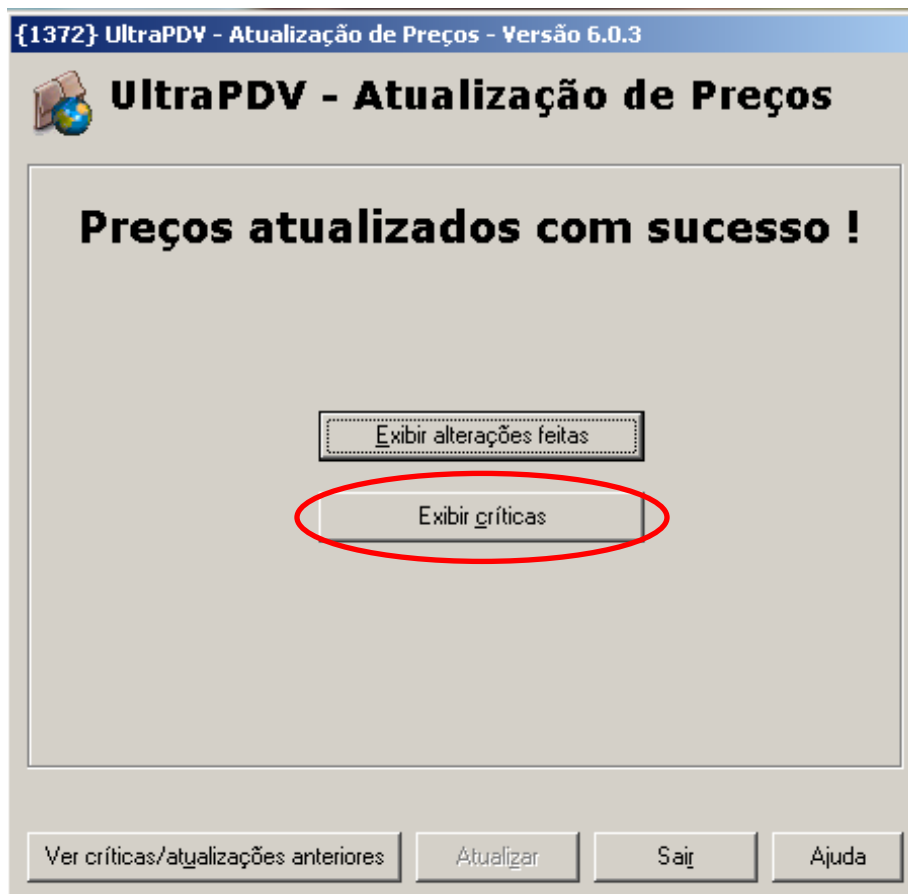 {1372} UltraPDV - Atualização de Preços - Versão 6.0.3
UltraPDV - Atualização de Preços
Preços atualizados com sucesso !
Exibir alterações feitas
Exibir críticas
Ver críticas/atualizações anteriores Atualizar Sair Ajuda